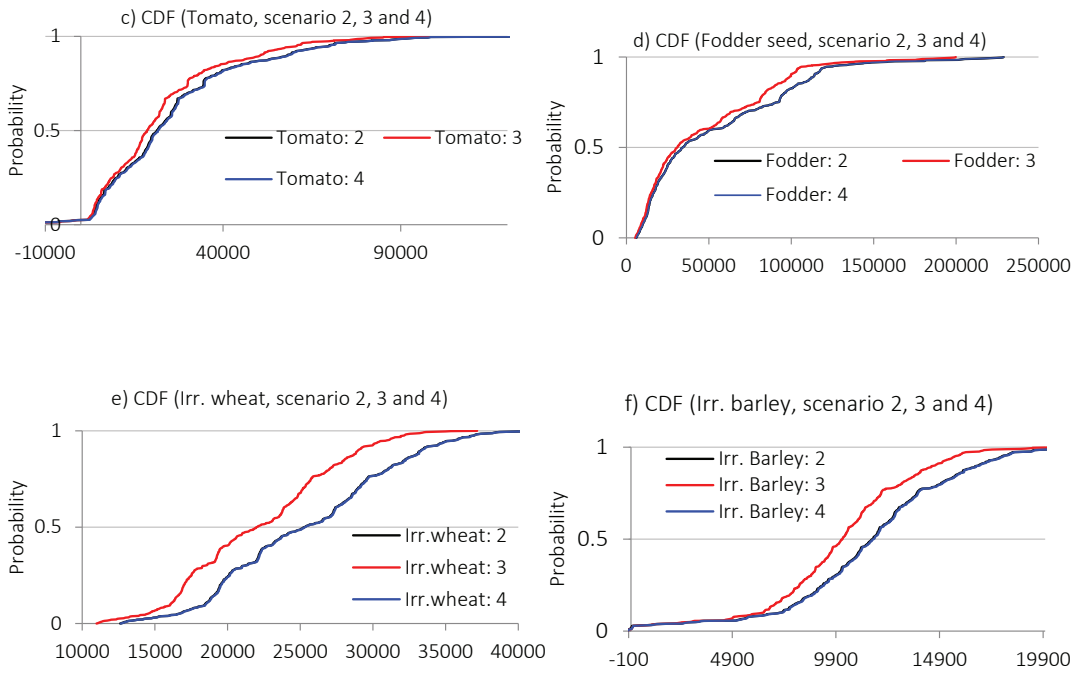 c) CDF (Tomato, scenario 2, 3 and 4)
1
0.5
0
Probability
Tomato: 2
Tomato: 3
Tomato: 4
-10000
40000
90000
d) CDF (Fodder seed, scenario 2, 3 and 4)
1
0.5
0
Probability
Fodder: 2
Fodder: 3
Fodder: 4
0
50000
100000
150000
200000
250000
e) CDF (Irr. wheat, scenario 2, 3 and 4)
1
0.5
0
Probability
Irr.wheat: 2
Irr.wheat: 3
Irr.wheat: 4
10000
15000
20000
25000
30000
35000
40000
f) CDF (Irr. barley, scenario 2, 3 and 4)
1
0.5
0
Probability
Irr. Barley: 2
Irr. Barley: 3
Irr. Barley: 4
-100
4900
9900
14900
19900